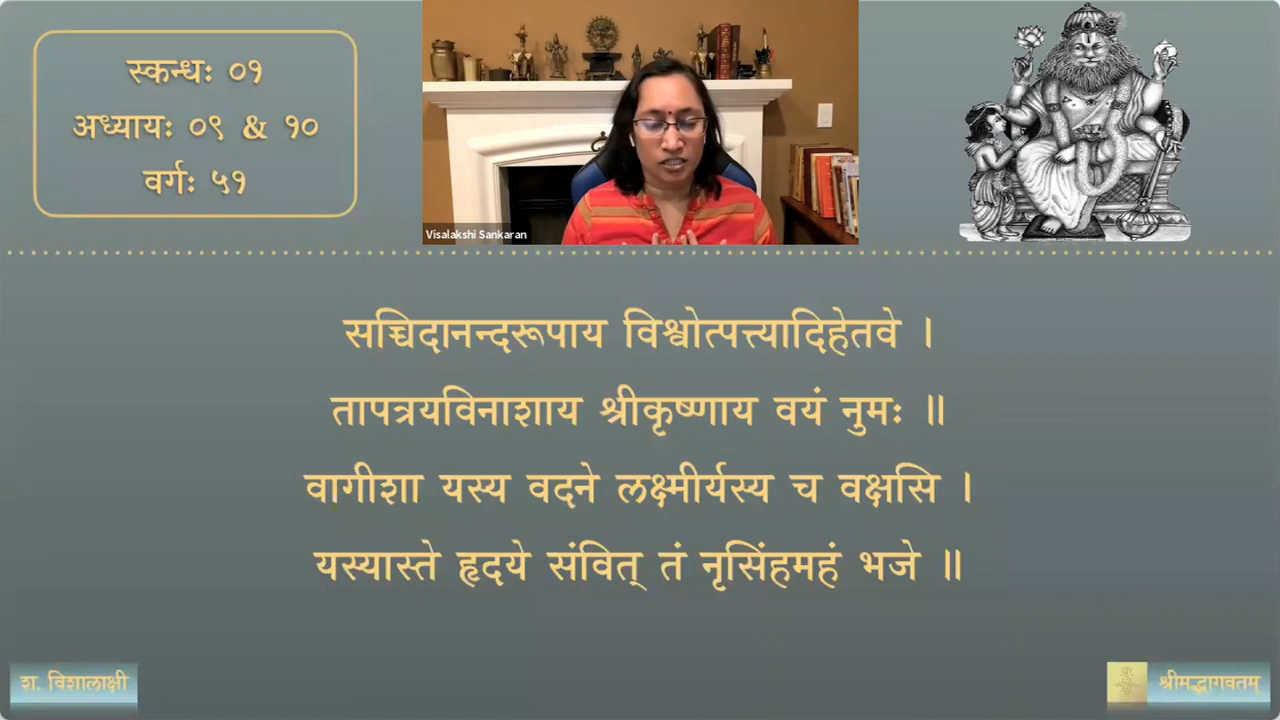 स्कन्धः ०१
अध्यायः ०९ & १०
वर्गः ५१
Visalakshi Sankaran
सच्चिदानन्दरूपाय विश्वोत्पत्त्यादिहेतवे ।
तापत्रयविनाशाय श्रीकृष्णाय वयं नुमः ॥
वागीशा यस्य वदने लक्ष्मीर्यस्य च वक्षसि ।
यस्यास्ते हृदये संवित् तं नृसिंहमहं भजे ॥
श. विशालाक्षी
श्रीमद्भागवतम्